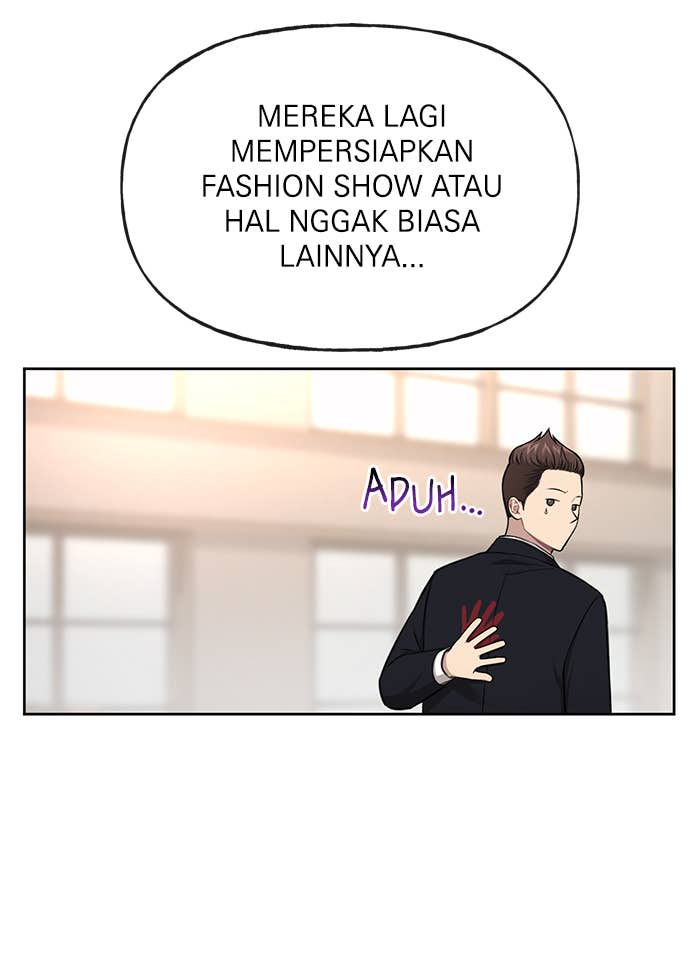 MEREKA LAGI
MEMPERSIAPKAN
FASHION SHOW ATAU
HAL NGGAK BIASA
LAINNYA...
ADUH...